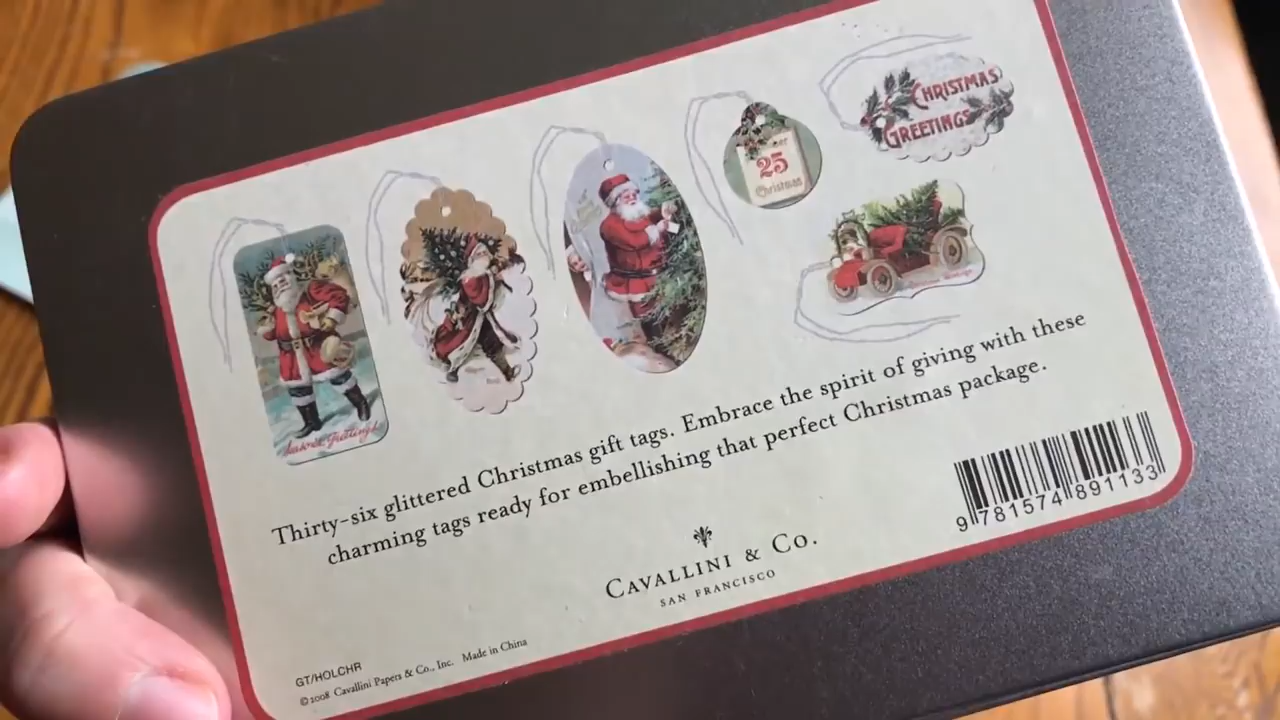 CHRISTMAS
GREETINGS
25
Christmas
Season's Greetings
Thirty-six glittered Christmas gift tags. Embrace the spirit of giving with these
charming tags ready for embellishing that perfect Christmas package.
CAVALLINI & CO.
SAN FRANCISCO
9 781574 891133
GT/HOLCHR
©2008 Cavallini Papers & Co., Inc. Made in China